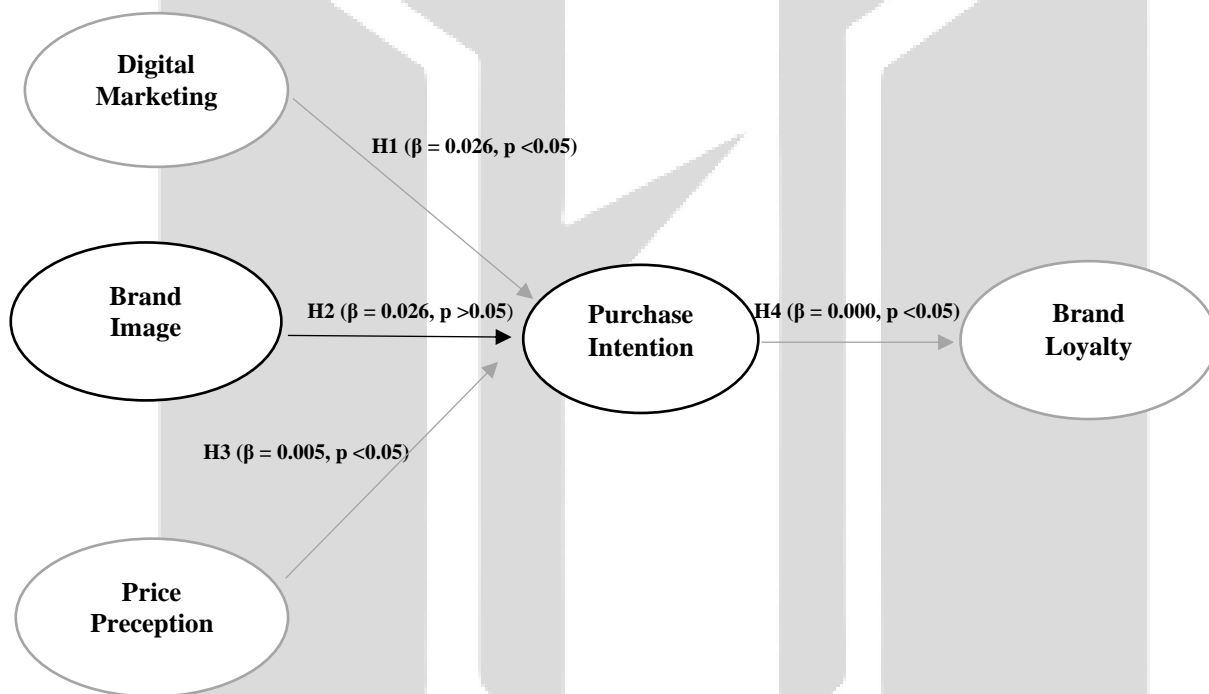 Digital
Marketing
H1 (β = 0.026, p <0.05)
Brand
Image
H2 (β = 0.026, p >0.05)
Purchase
Intention
H4 (β = 0.000, p <0.05)
Brand
Loyalty
H3 (β = 0.005, p <0.05)
Price
Preception